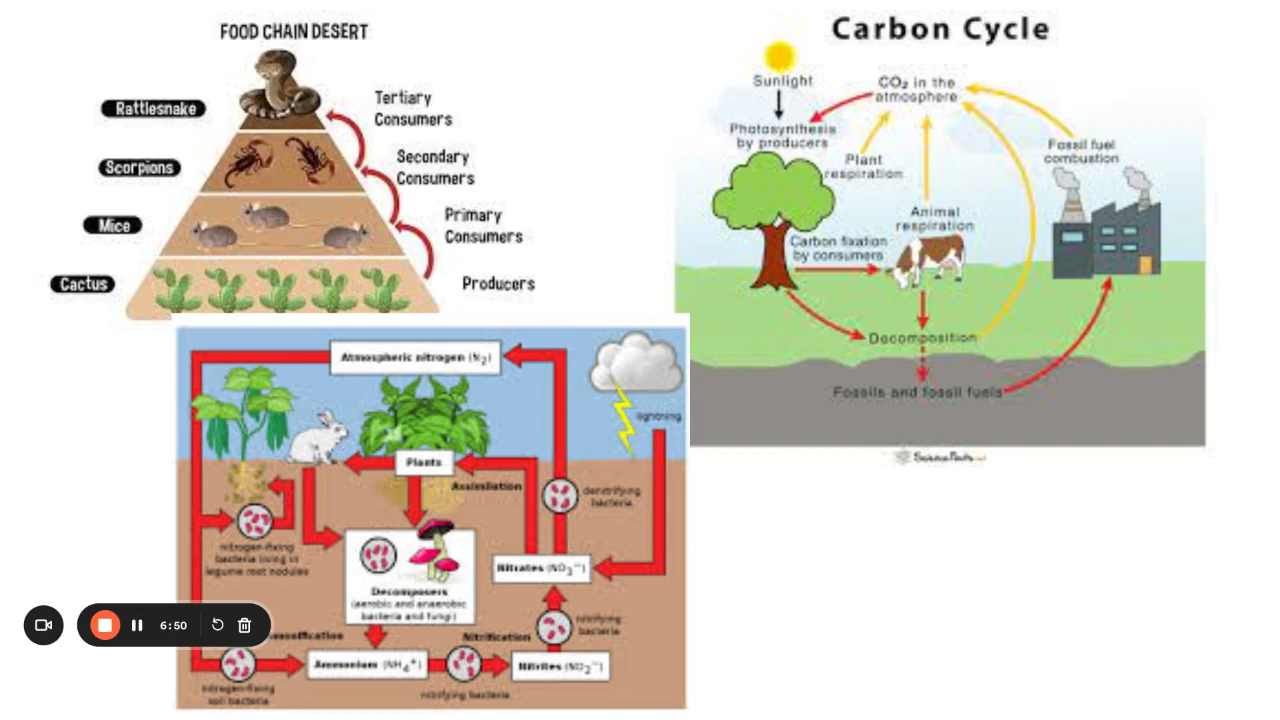 FOOD CHAIN DESERT
Rattlesnake
Tertiary
Consumers
Scorpions
Secondary
Consumers
Mice
Primary
Consumers
Cactus
Producers
Carbon Cycle
Sunlight
CO₂ in the
atmosphere
Photosynthesis
by producers
Plant
respiration
Fossil fuel
combustion
Animal
respiration
Carbon fixation
by consumers
Decomposition
Fossils and fossil fuels
Atmospheric nitrogen (N₂)
lightning
Plants
Assimilation
denitrifying
bacteria
nitrogen-fixing
bacteria living in
legume root nodules
Nitrates (NO₃⁻)
Decomposers
(aerobic and anaerobic
bacteria and fungi)
nitrifying
bacteria
Nitrification
Ammonium (NH₄⁺)
Nitrites (NO₂⁻)
nitrogen-fixing
soil bacteria
nitrifying bacteria
6:50